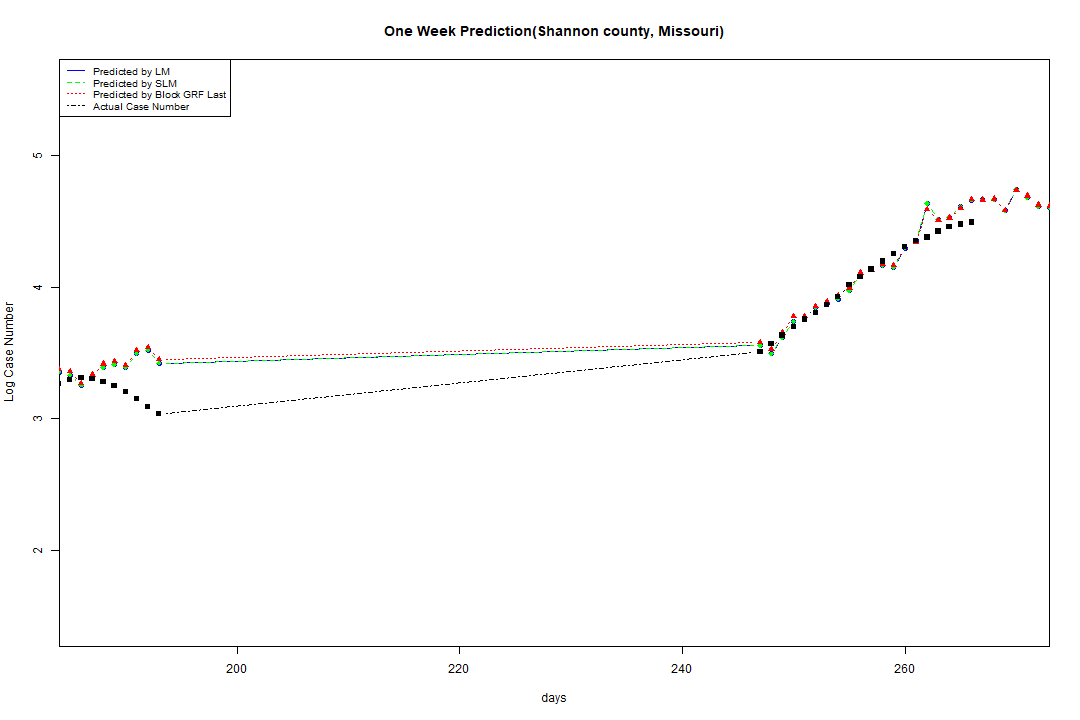 One Week Prediction(Shannon county, Missouri)
Predicted by LM
Predicted by SLM
Predicted by Block GRF Last
Actual Case Number
5
4
3
2
Log Case Number
200 220 240 260
days